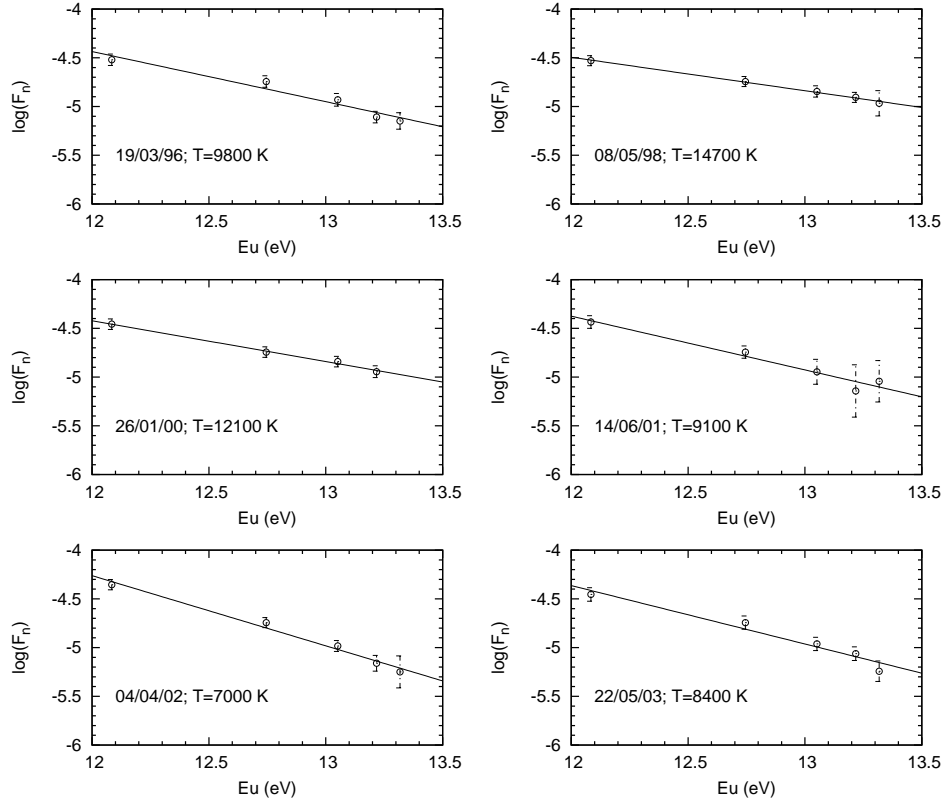 -4
-4.5
-5
-5.5
-6
log(F_n)
19/03/96; T=9800 K
12 12.5 13 13.5
Eu (eV)
-4
-4.5
-5
-5.5
-6
log(F_n)
08/05/98; T=14700 K
12 12.5 13 13.5
Eu (eV)
-4
-4.5
-5
-5.5
-6
log(F_n)
26/01/00; T=12100 K
12 12.5 13 13.5
Eu (eV)
-4
-4.5
-5
-5.5
-6
log(F_n)
14/06/01; T=9100 K
12 12.5 13 13.5
Eu (eV)
-4
-4.5
-5
-5.5
-6
log(F_n)
04/04/02; T=7000 K
12 12.5 13 13.5
Eu (eV)
-4
-4.5
-5
-5.5
-6
log(F_n)
22/05/03; T=8400 K
12 12.5 13 13.5
Eu (eV)